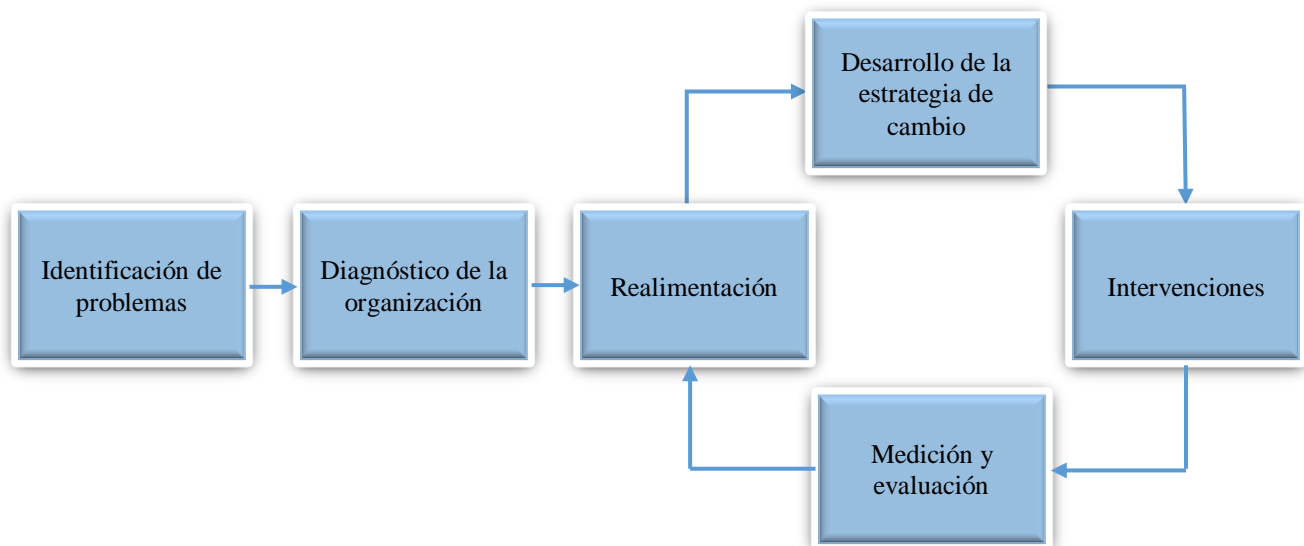 Identificación de
problemas
Diagnóstico de la
organización
Realimentación
Desarrollo de la
estrategia de
cambio
Intervenciones
Medición y
evaluación